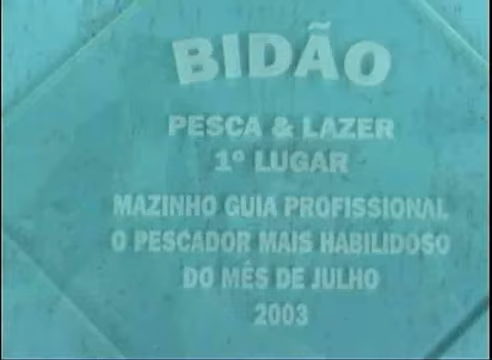 BIDÃO
PESCA & LAZER
1º LUGAR
MAZINHO GUIA PROFISSIONAL
O PESCADOR MAIS HABILIDOSO
DO MÊS DE JULHO
2003